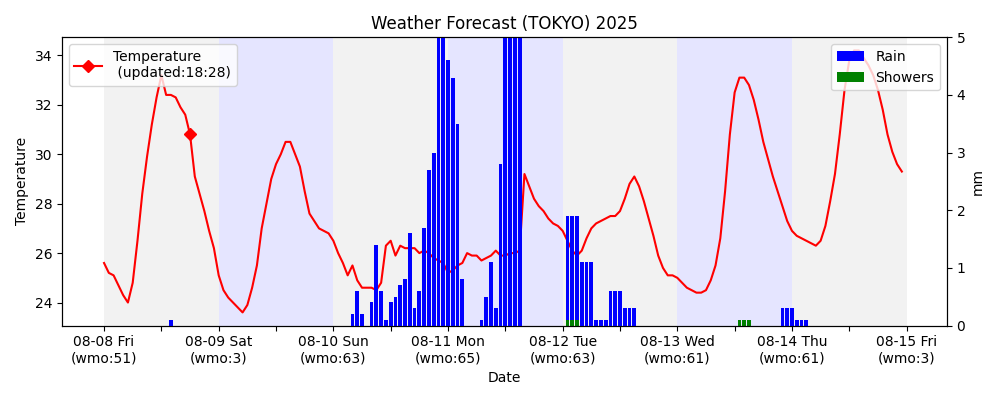 Weather Forecast (TOKYO) 2025
Temperature
(updated:18:28)
Rain
Showers
34
32
30
28
26
24
Temperature
5
4
3
2
1
0
mm
08-08 Fri
(wmo:51)
08-09 Sat
(wmo:3)
08-10 Sun
(wmo:63)
08-11 Mon
(wmo:65)
08-12 Tue
(wmo:63)
08-13 Wed
(wmo:61)
08-14 Thu
(wmo:61)
08-15 Fri
(wmo:3)
Date